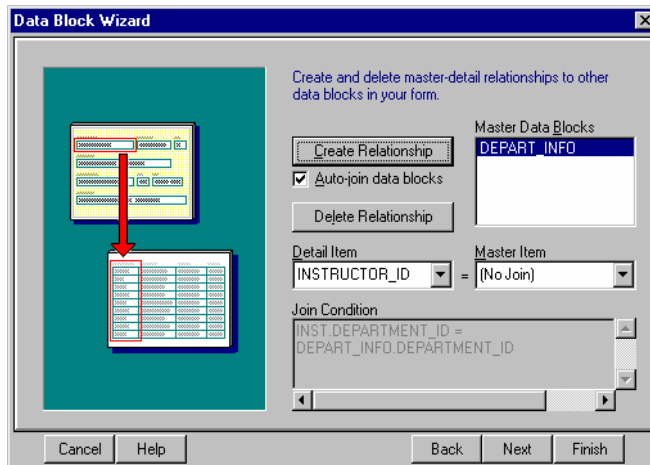 Data Block Wizard
Create and delete master-detail relationships to other
data blocks in your form.
Master Data Blocks
Create Relationship
DEPART_INFO
Auto-join data blocks
Delete Relationship
Detail Item
Master Item
INSTRUCTOR_ID
=
(No Join)
Join Condition
INST.DEPARTMENT_ID =
DEPART_INFO.DEPARTMENT_ID
Cancel
Help
Back
Next
Finish